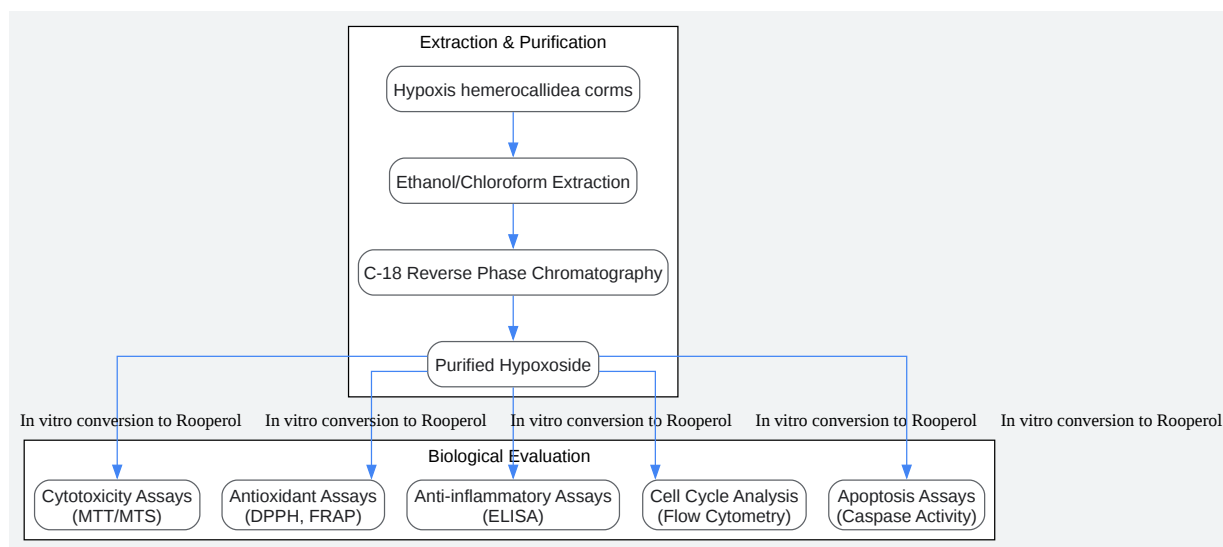 Extraction & Purification
Hypoxis hemerocallidea corms
Ethanol/Chloroform Extraction
C-18 Reverse Phase Chromatography
Purified Hypoxoside
In vitro conversion to Rooperol
In vitro conversion to Rooperol
In vitro conversion to Rooperol
In vitro conversion to Rooperol
In vitro conversion to Rooperol
Biological Evaluation
Cytotoxicity Assays
(MTT/MTS)
Antioxidant Assays
(DPPH, FRAP)
Anti-inflammatory Assays
(ELISA)
Cell Cycle Analysis
(Flow Cytometry)
Apoptosis Assays
(Caspase Activity)